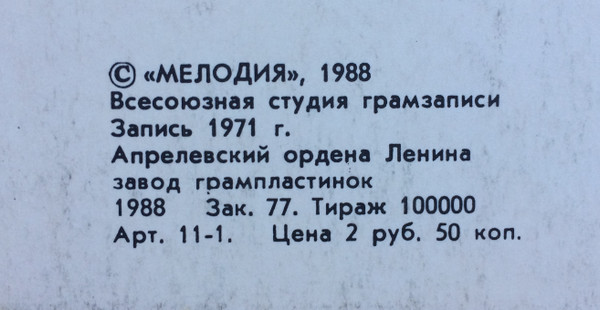 © «МЕЛОДИЯ», 1988
Всесоюзная студия грамзаписи
Запись 1971 г.
Апрелевский ордена Ленина
завод грампластинок
1988 Зак. 77. Тираж 100000
Арт. 11-1. Цена 2 руб. 50 коп.